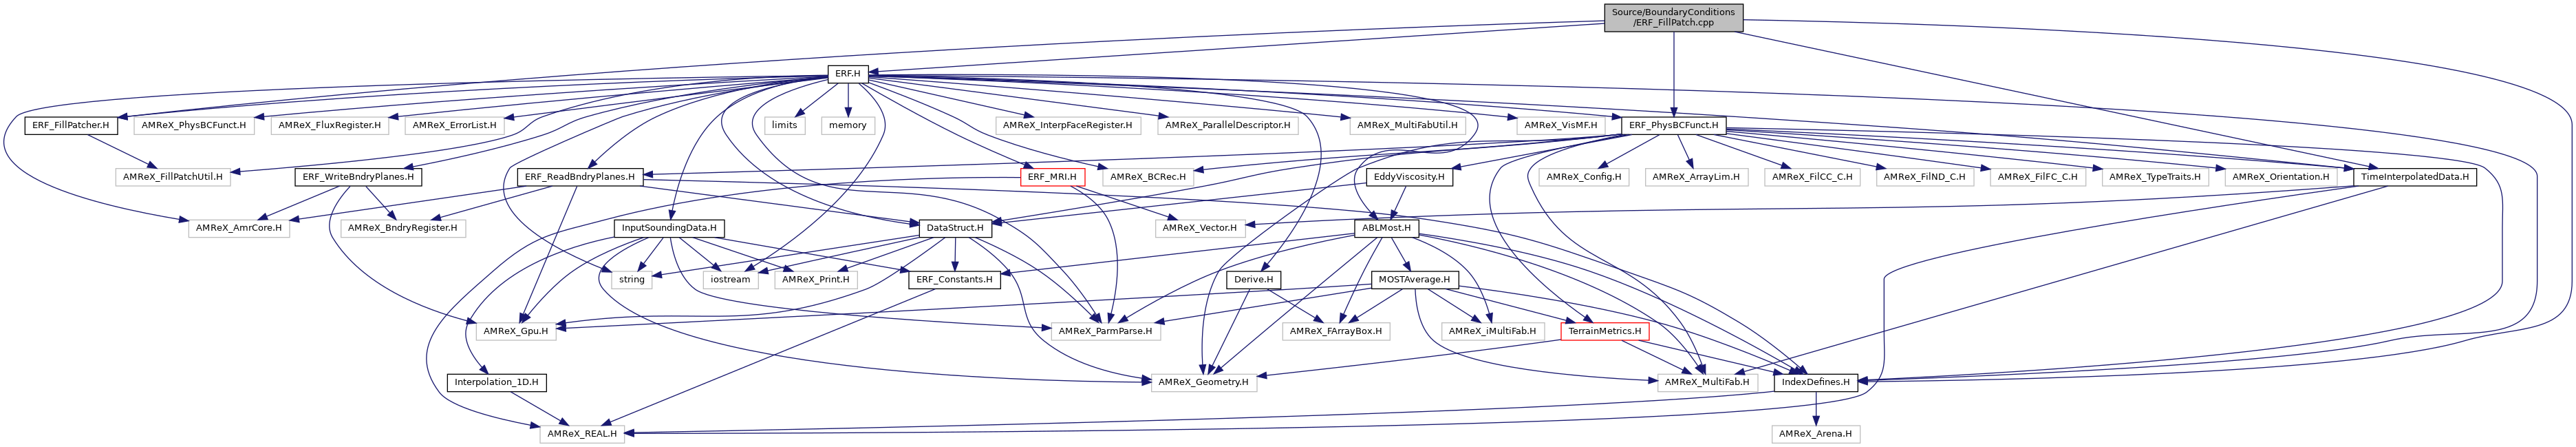 Source/BoundaryConditions
/ERF_FillPatch.cpp
ERF.H
ERF_FillPatcher.H
AMReX_PhysBCFunct.H
AMReX_FluxRegister.H
AMReX_ErrorList.H
limits
memory
AMReX_InterpFaceRegister.H
AMReX_ParallelDescriptor.H
AMReX_MultiFabUtil.H
AMReX_VisMF.H
ERF_PhysBCFunct.H
AMReX_FillPatchUtil.H
ERF_WriteBndryPlanes.H
ERF_ReadBndryPlanes.H
ERF_MRI.H
AMReX_BCRec.H
EddyViscosity.H
AMReX_Config.H
AMReX_ArrayLim.H
AMReX_FilCC_C.H
AMReX_FilND_C.H
AMReX_FilFC_C.H
AMReX_TypeTraits.H
AMReX_Orientation.H
TimeInterpolatedData.H
AMReX_AmrCore.H
AMReX_BndryRegister.H
InputSoundingData.H
DataStruct.H
AMReX_Vector.H
ABLMost.H
string
iostream
AMReX_Print.H
ERF_Constants.H
Derive.H
MOSTAverage.H
AMReX_Gpu.H
AMReX_ParmParse.H
AMReX_FArrayBox.H
AMReX_iMultiFab.H
TerrainMetrics.H
Interpolation_1D.H
AMReX_Geometry.H
AMReX_MultiFab.H
IndexDefines.H
AMReX_REAL.H
AMReX_Arena.H